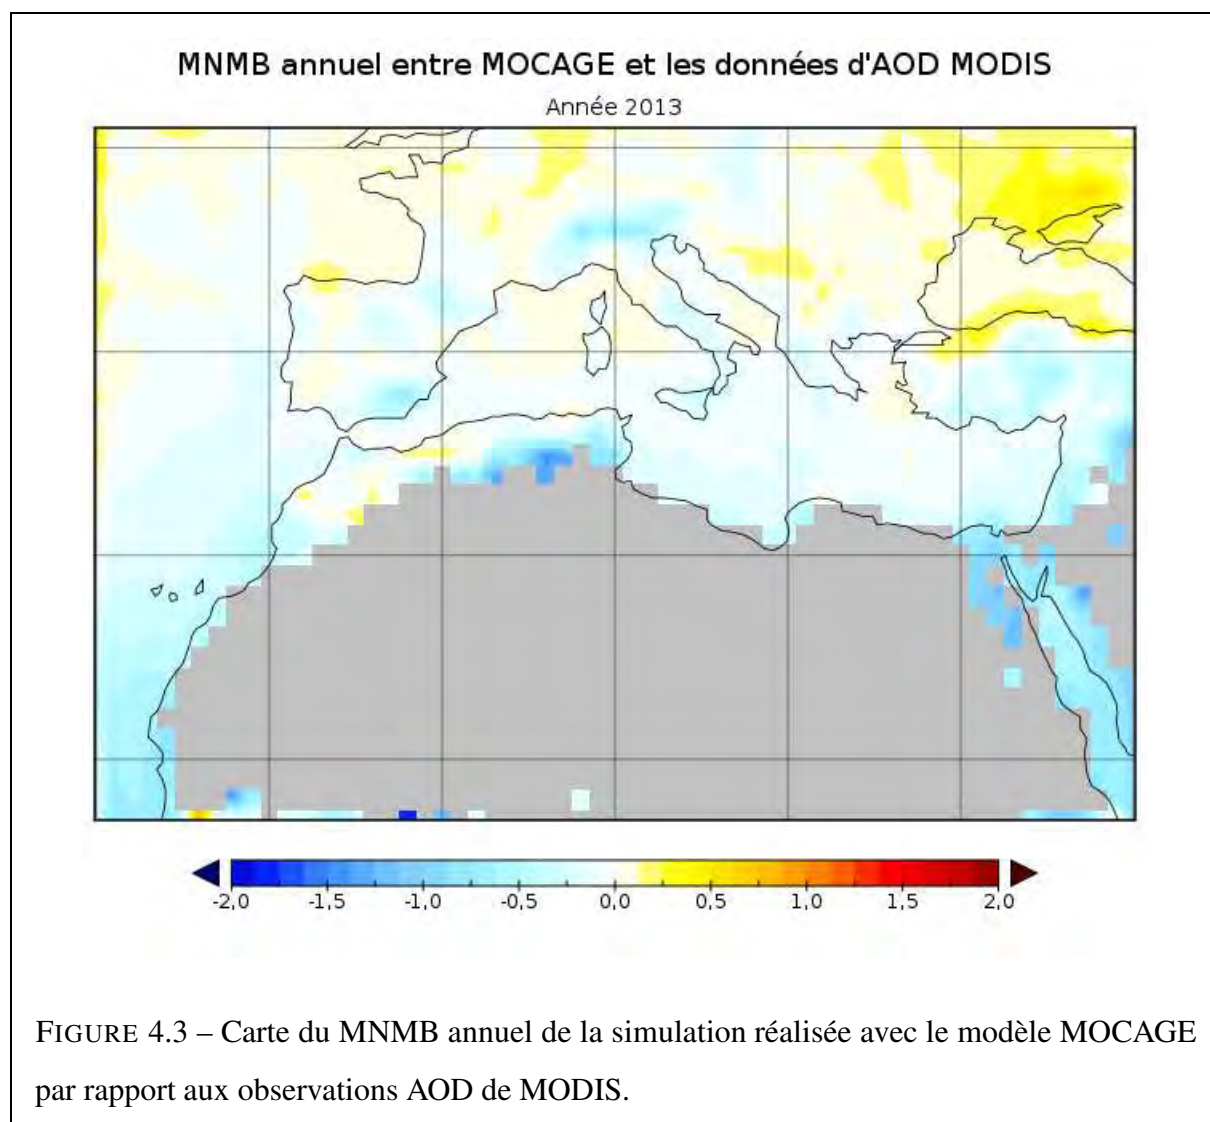 MNMB annuel entre MOCAGE et les données d'AOD MODIS
Année 2013
-2,0 -1,5 -1,0 -0,5 0,0 0,5 1,0 1,5 2,0
FIGURE 4.3 – Carte du MNMB annuel de la simulation réalisée avec le modèle MOCAGE
par rapport aux observations AOD de MODIS.